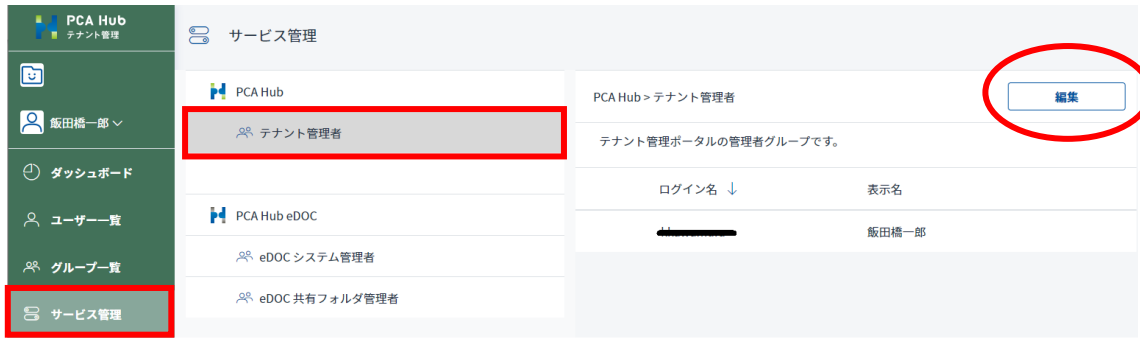 PCA Hub
テナント管理
飯田橋一郎
ダッシュボード
ユーザー一覧
グループ一覧
サービス管理
サービス管理
PCA Hub
テナント管理者
PCA Hub eDOC
eDOC システム管理者
eDOC 共有フォルダ管理者
PCA Hub > テナント管理者
編集
テナント管理ポータルの管理者グループです。
ログイン名 ↓ 表示名
飯田橋一郎